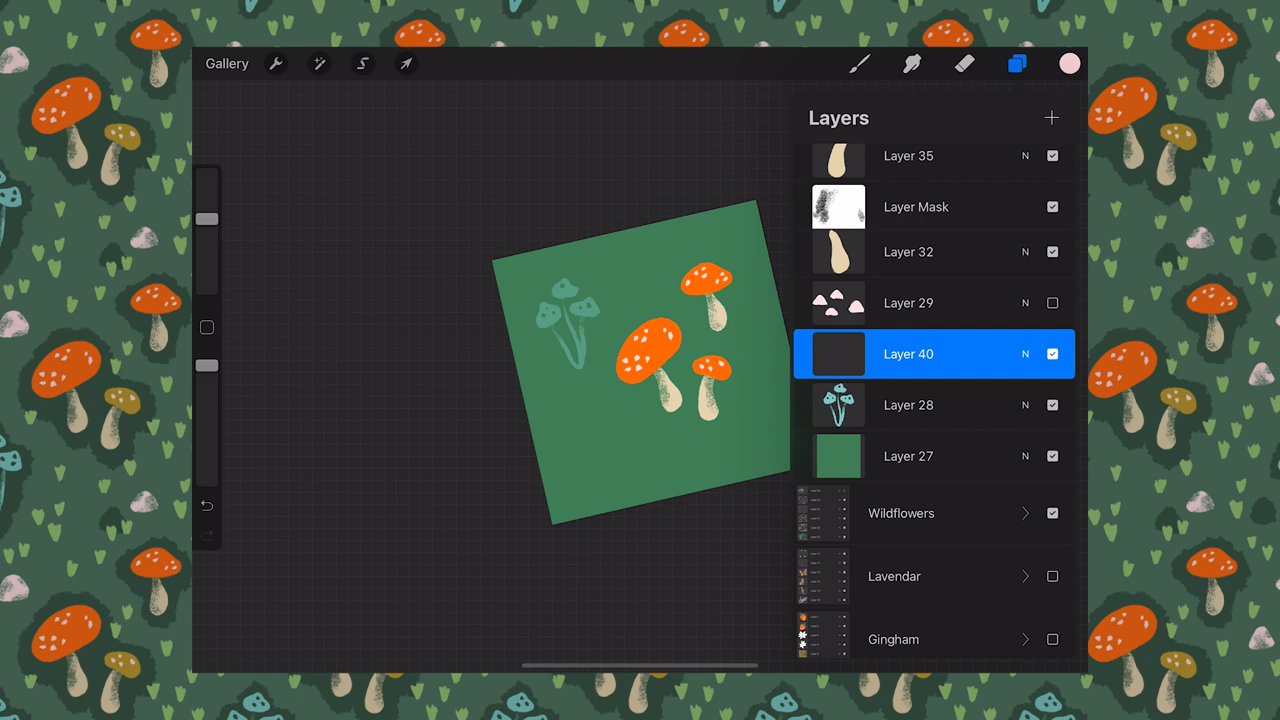 Gallery
Layers
Layer 35 N
Layer Mask
Layer 32 N
Layer 29 N
Layer 40 N
Layer 28 N
Layer 27 N
Wildflowers
Lavendar
Gingham